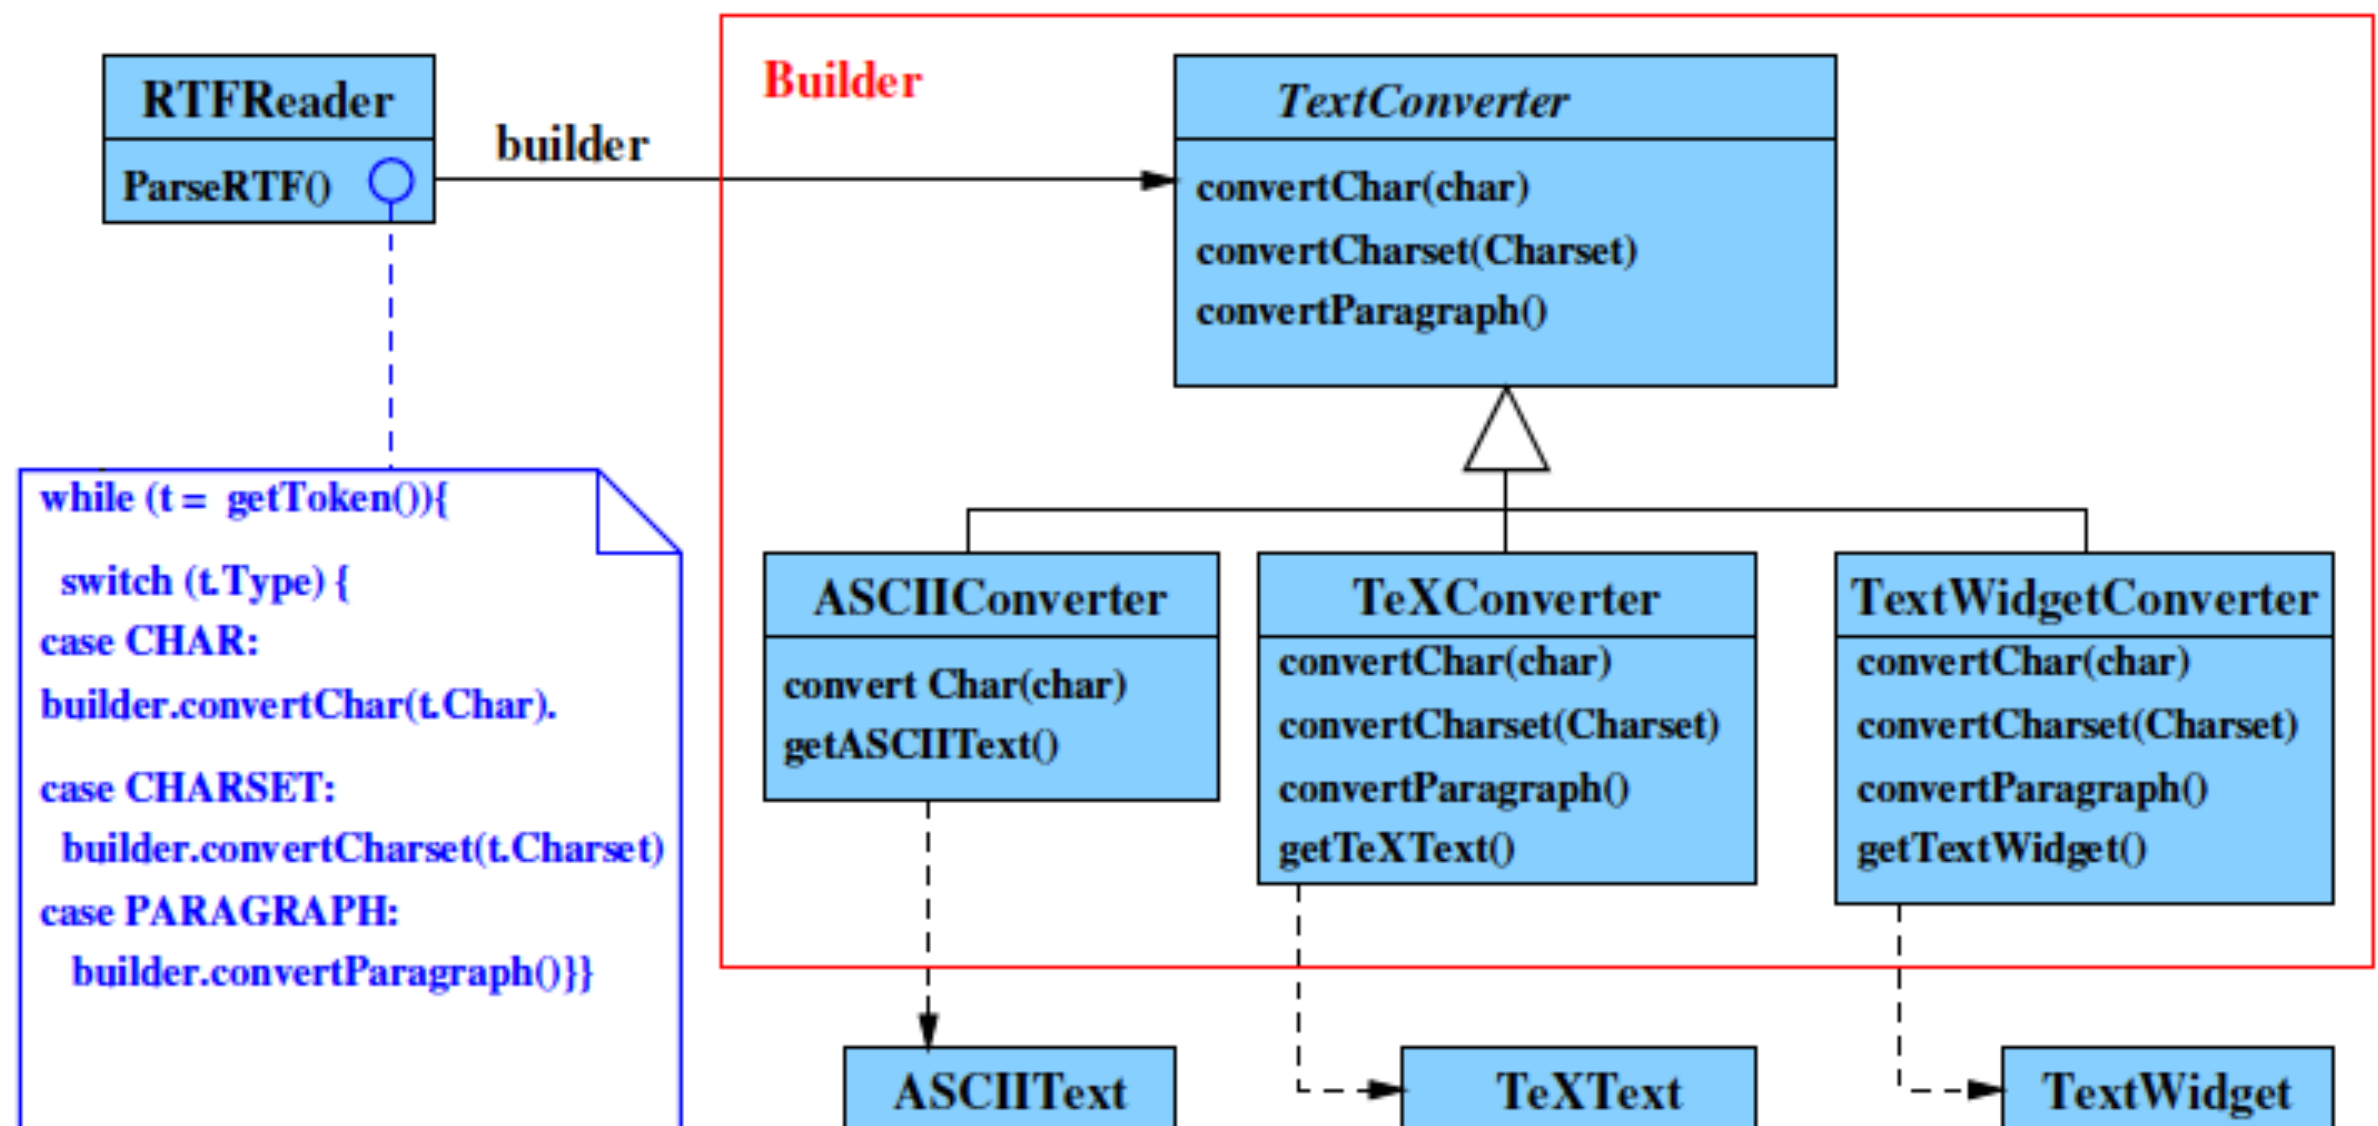 RTFReader
ParseRTF()
builder
Builder
TextConverter
convertChar(char)
convertCharset(Charset)
convertParagraph()
while (t = getToken()){
switch (t.Type) {
case CHAR:
builder.convertChar(t.Char).
case CHARSET:
builder.convertCharset(t.Charset)
case PARAGRAPH:
builder.convertParagraph()}}
ASCIIConverter
convert Char(char)
getASCIIText()
TeXConverter
convertChar(char)
convertCharset(Charset)
convertParagraph()
getTeXText()
TextWidgetConverter
convertChar(char)
convertCharset(Charset)
convertParagraph()
getTextWidget()
ASCIIText
TeXText
TextWidget